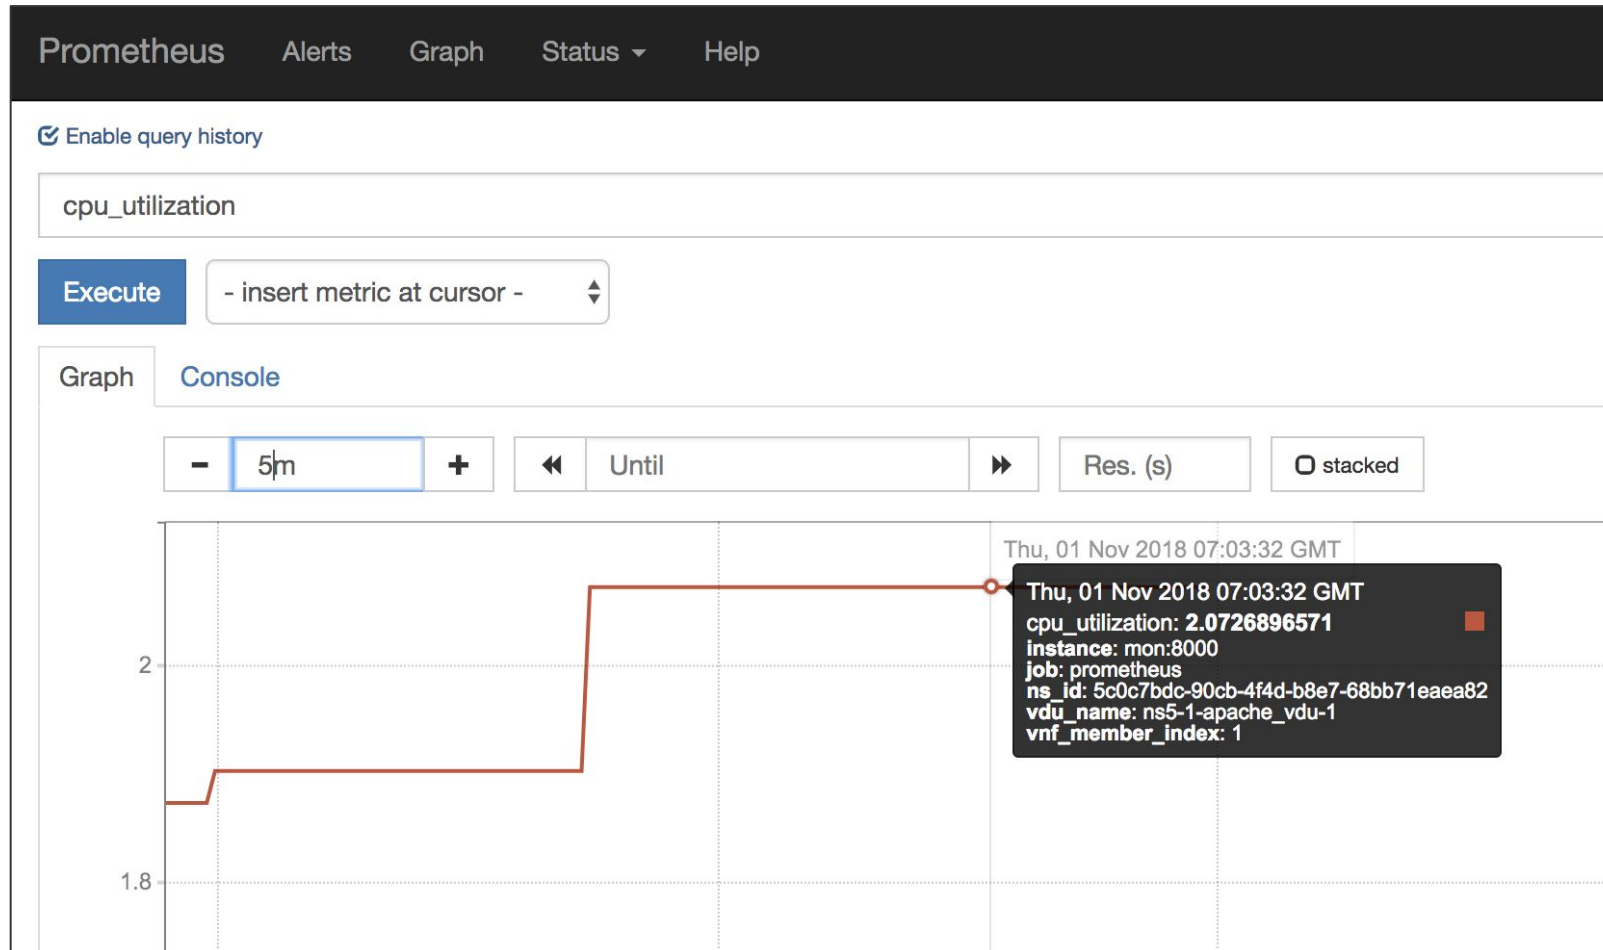 Prometheus Alerts Graph Status Help
Enable query history
cpu_utilization
Execute - insert metric at cursor -
Graph Console
5m Until Res. (s) stacked
Thu, 01 Nov 2018 07:03:32 GMT
Thu, 01 Nov 2018 07:03:32 GMT
cpu_utilization: 2.0726896571
instance: mon:8000
job: prometheus
ns_id: 5c0c7bdc-90cb-4f4d-b8e7-68bb71eaea82
vdu_name: ns5-1-apache_vdu-1
vnf_member_index: 1
2
1.8